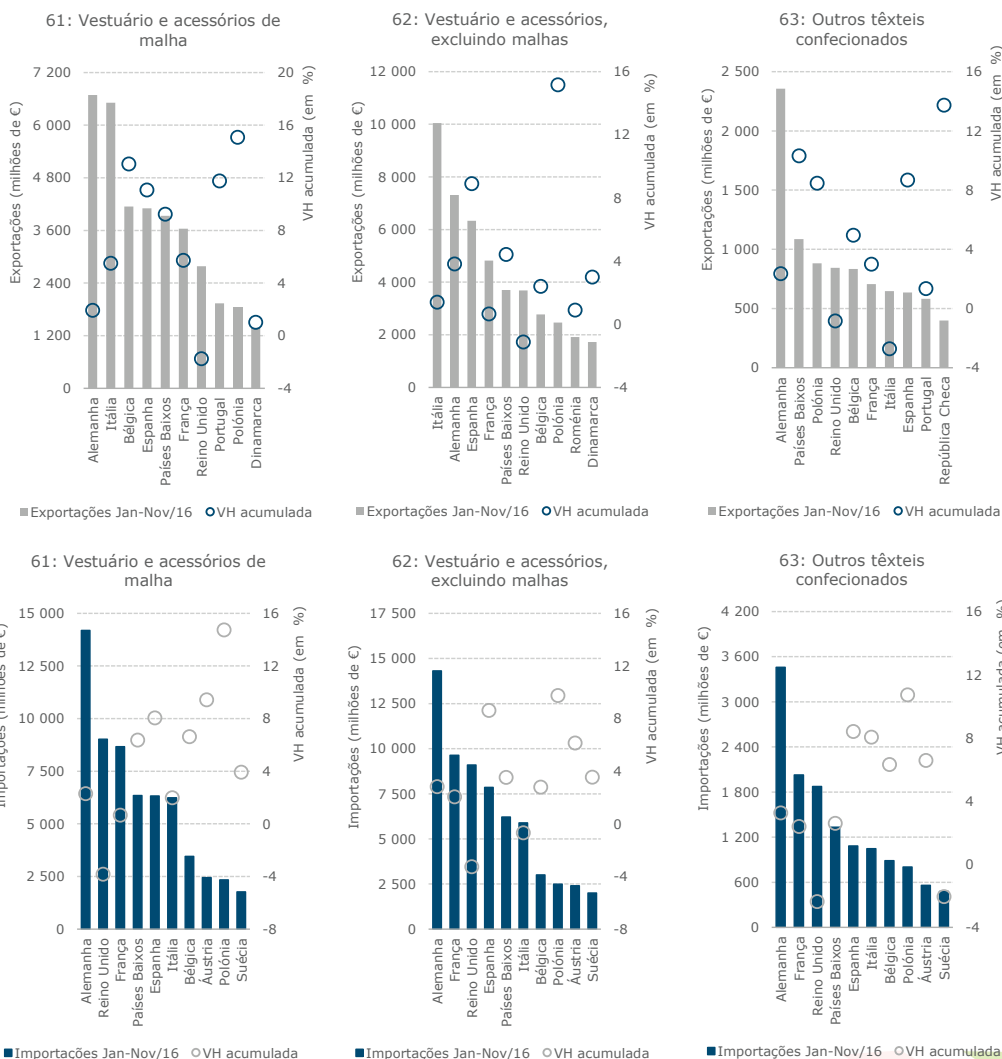 61: Vestuário e acessórios de
malha
Exportações (milhões de €)
7 200
6 000
4 800
3 600
2 400
1 200
0
20
16
12
8
4
0
-4
VH acumulada (em %)
Alemanha
Itália
Bélgica
Espanha
Países Baixos
França
Reino Unido
Portugal
Polónia
Dinamarca
Exportações Jan-Nov/16 VH acumulada
62: Vestuário e acessórios,
excluindo malhas
Exportações (milhões de €)
12 000
10 000
8 000
6 000
4 000
2 000
0
16
12
8
4
0
-4
VH acumulada (em %)
Itália
Alemanha
Espanha
França
Países Baixos
Reino Unido
Bélgica
Polónia
Roménia
Dinamarca
Exportações Jan-Nov/16 VH acumulada
63: Outros têxteis
confecionados
Exportações (milhões de €)
2 500
2 000
1 500
1 000
500
0
16
12
8
4
0
-4
VH acumulada (em %)
Alemanha
Países Baixos
Polónia
Reino Unido
Bélgica
França
Itália
Espanha
Portugal
República Checa
Exportações Jan-Nov/16 VH acumulada
61: Vestuário e acessórios de
malha
Importações (milhões de €)
15 000
12 500
10 000
7 500
5 000
2 500
0
16
12
8
4
0
-4
-8
VH acumulada (em %)
Alemanha
Reino Unido
França
Países Baixos
Espanha
Itália
Bélgica
Áustria
Polónia
Suécia
Importações Jan-Nov/16 VH acumulada
62: Vestuário e acessórios,
excluindo malhas
Importações (milhões de €)
17 500
15 000
12 500
10 000
7 500
5 000
2 500
0
16
12
8
4
0
-4
-8
VH acumulada (em %)
Alemanha
França
Reino Unido
Espanha
Países Baixos
Itália
Bélgica
Polónia
Áustria
Suécia
Importações Jan-Nov/16 VH acumulada
63: Outros têxteis
confecionados
Importações (milhões de €)
4 200
3 600
3 000
2 400
1 800
1 200
600
0
16
12
8
4
0
-4
VH acumulada (em %)
Alemanha
França
Reino Unido
Países Baixos
Espanha
Itália
Bélgica
Polónia
Áustria
Suécia
Importações Jan-Nov/16 VH acumulada